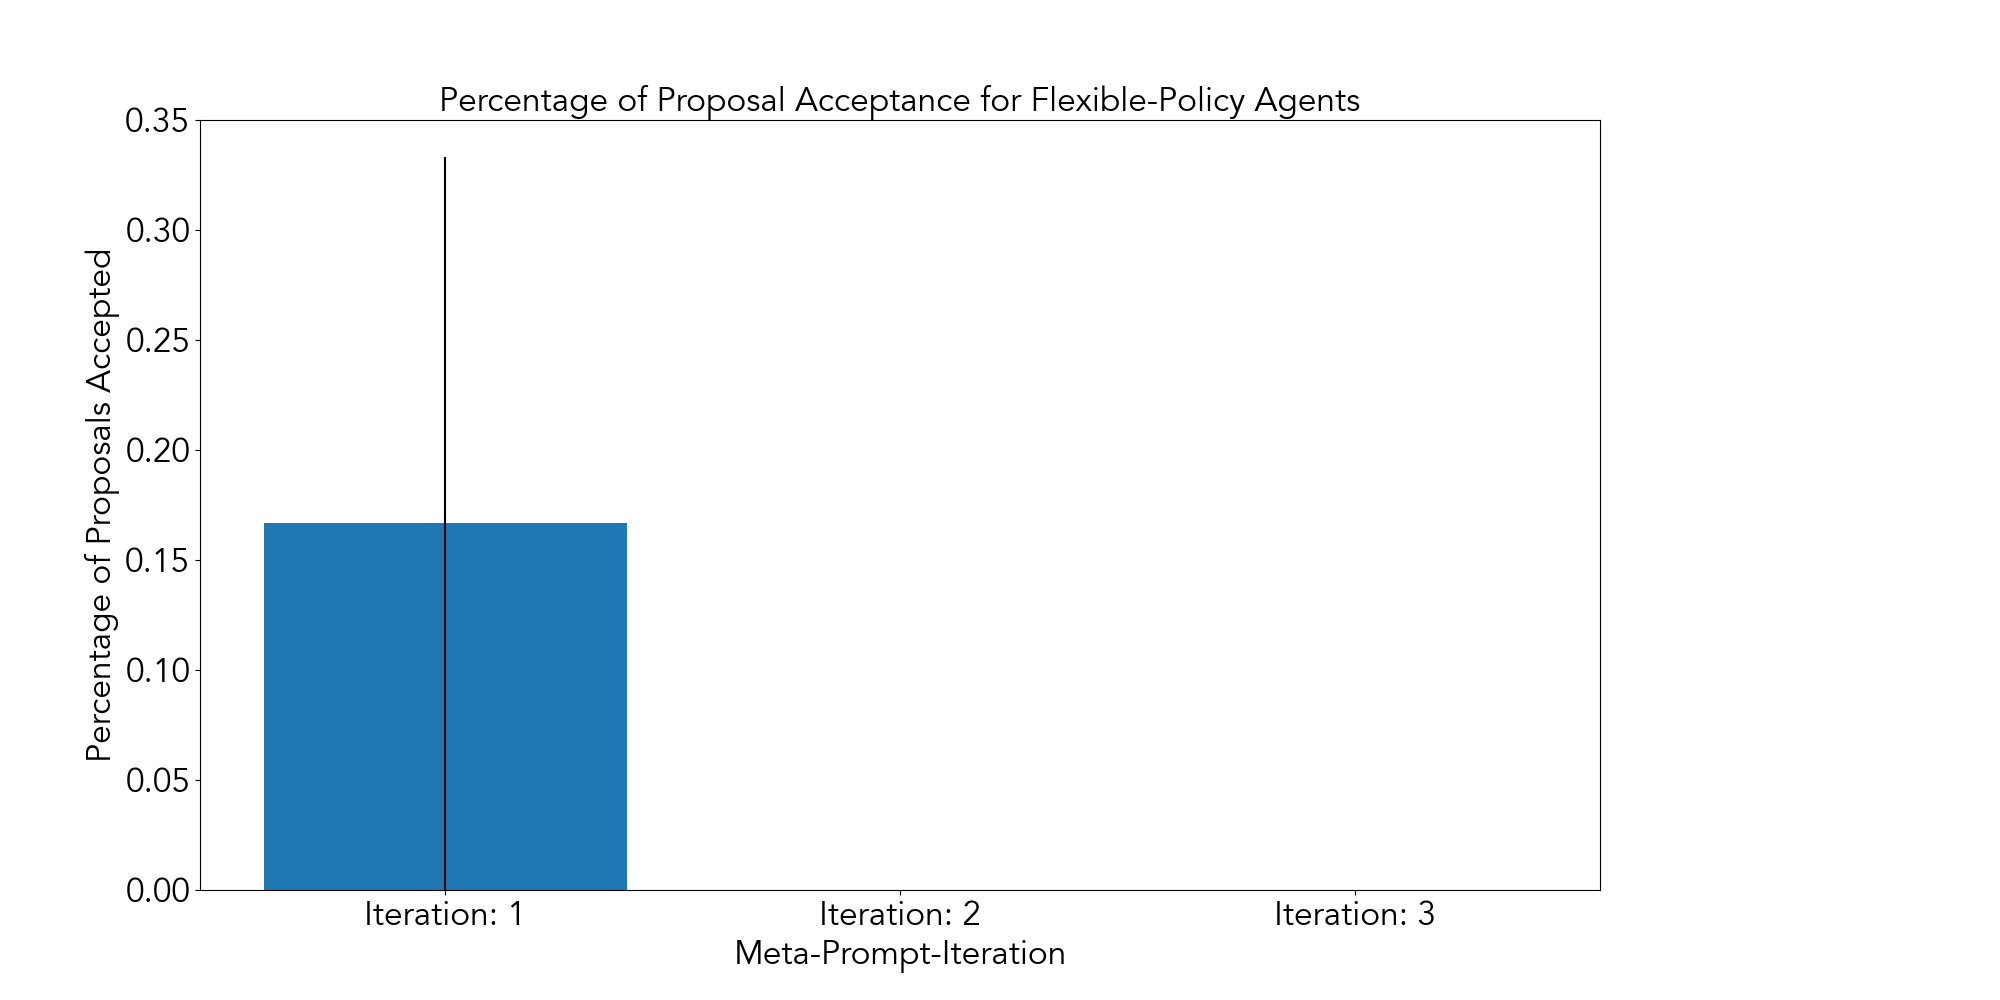 Percentage of Proposal Acceptance for Flexible-Policy Agents
0.35
0.30
0.25
0.20
0.15
0.10
0.05
0.00
Percentage of Proposals Accepted
Iteration: 1
Iteration: 2
Iteration: 3
Meta-Prompt-Iteration